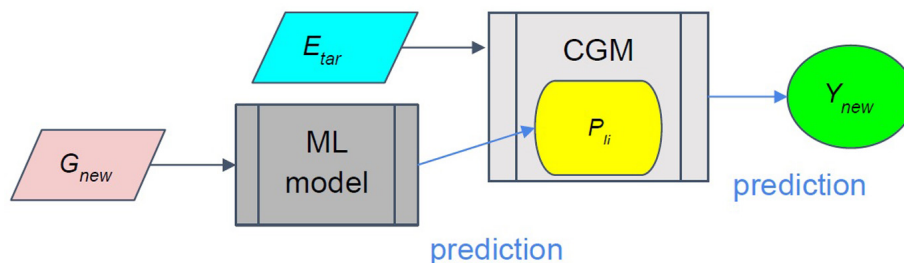 E_tar
CGM
P_li
Y_new
ML
model
G_new
prediction
prediction